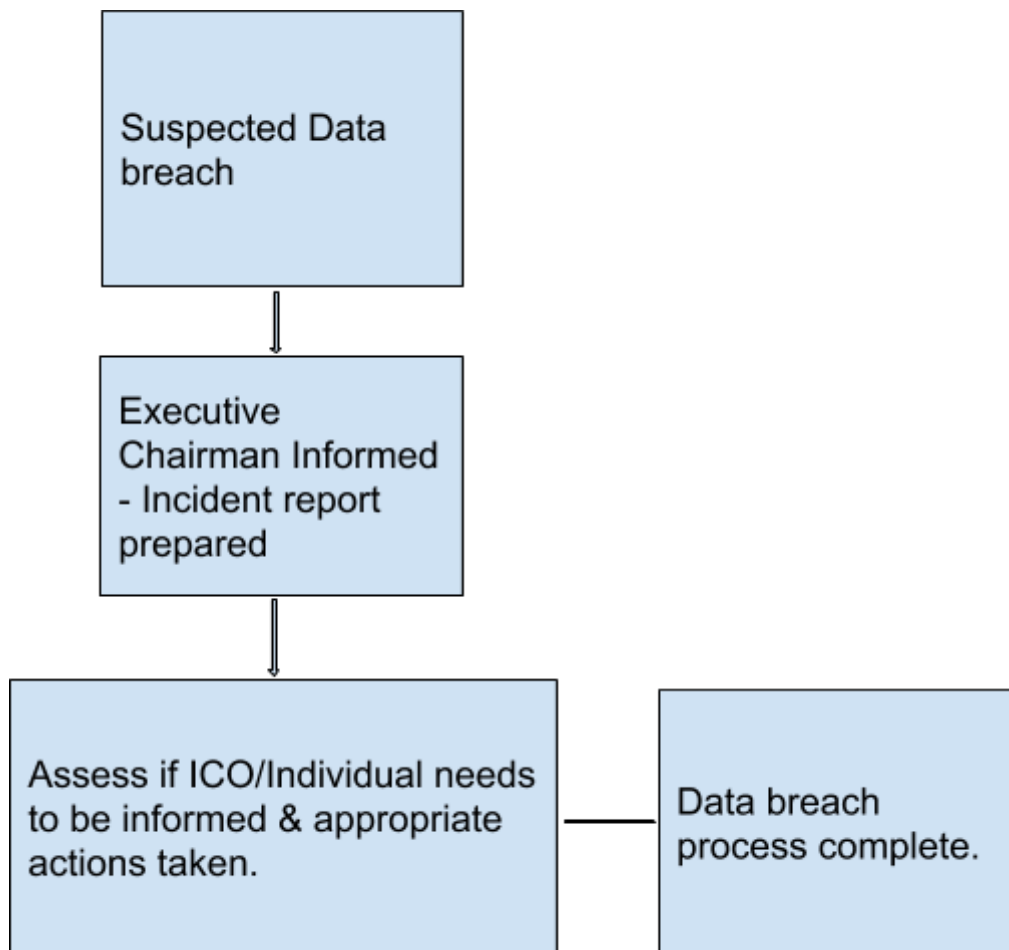 Suspected Data
breach
Executive
Chairman Informed
- Incident report
prepared
Assess if ICO/Individual needs
to be informed & appropriate
actions taken.
Data breach
process complete.